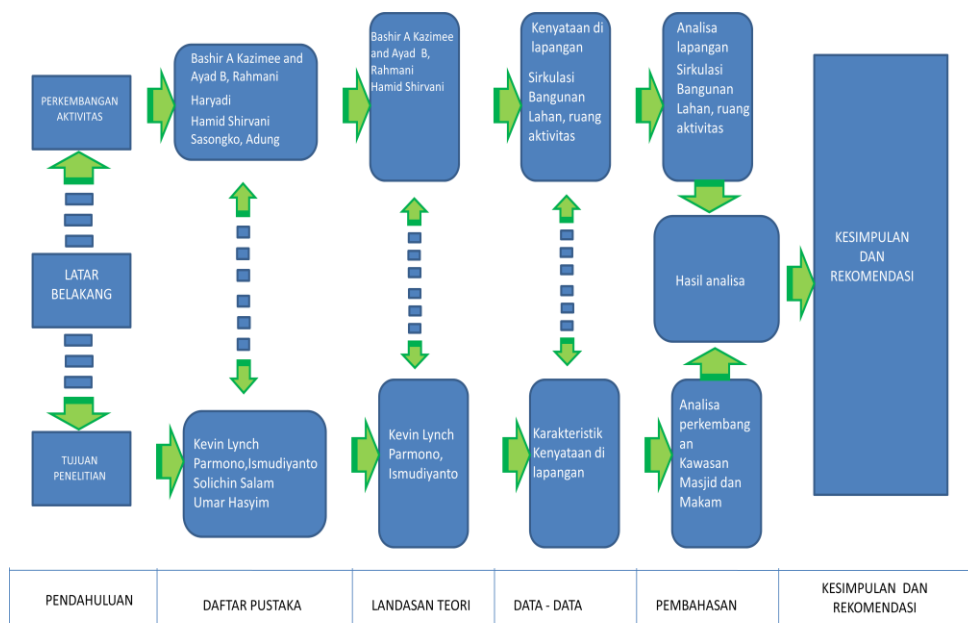 PERKEMBANGAN
AKTIVITAS
LATAR
BELAKANG
TUJUAN
PENELITIAN
Bashir A Kazimee and
Ayad B, Rahmani
Haryadi
Hamid Shirvani
Sasongko, Adung
Kevin Lynch
Parmono,Ismudiyanto
Solichin Salam
Umar Hasyim
Bashir A Kazimee
and Ayad B,
Rahmani
Hamid Shirvani
Kevin Lynch
Parmono,
Ismudiyanto
Kenyataan di
lapangan
Sirkulasi
Bangunan
Lahan, ruang
aktivitas
Karakteristik
Kenyataan di
lapangan
Analisa
lapangan
Sirkulasi
Bangunan
Lahan, ruang
aktivitas
Hasil analisa
Analisa
perkembang
an
Kawasan
Masjid dan
Makam
KESIMPULAN
DAN
REKOMENDASI
PENDAHULUAN
DAFTAR PUSTAKA
LANDASAN TEORI
DATA - DATA
PEMBAHASAN
KESIMPULAN DAN
REKOMENDASI